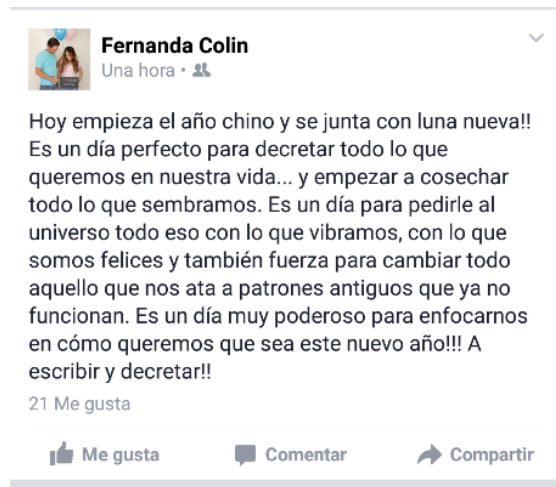 Fernanda Colin
Una hora •
Hoy empieza el año chino y se junta con luna nueva!!
Es un día perfecto para decretar todo lo que
queremos en nuestra vida... y empezar a cosechar
todo lo que sembramos. Es un día para pedirle al
universo todo eso con lo que vibramos, con lo que
somos felices y también fuerza para cambiar todo
aquello que nos ata a patrones antiguos que ya no
funcionan. Es un día muy poderoso para enfocarnos
en cómo queremos que sea este nuevo año!!! A
escribir y decretar!!
21 Me gusta
Me gusta Comentar Compartir